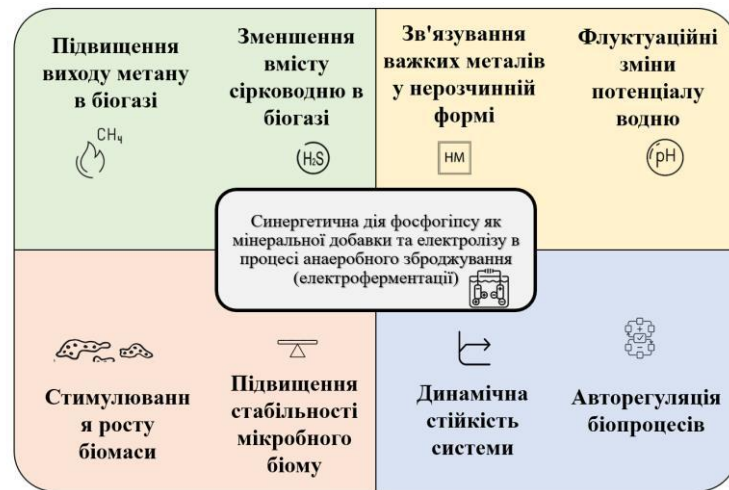 Підвищення
виходу метану
в біогазі
CH₄
Зменшення
вмісту
сірководню в
біогазі
H₂S
Зв'язування
важких металів
у нерозчинній
формі
HM
Флуктуаційні
зміни
потенціалу
водню
pH
Синергетична дія фосфогіпсу як
мінеральної добавки та електролізу в
процесі анаеробного зброджування
(електроферментації)
Стимулюванн
я росту
біомаси
Підвищення
стабільності
мікробного
біому
Динамічна
стійкість
системи
Авторегуляція
біопроцесів